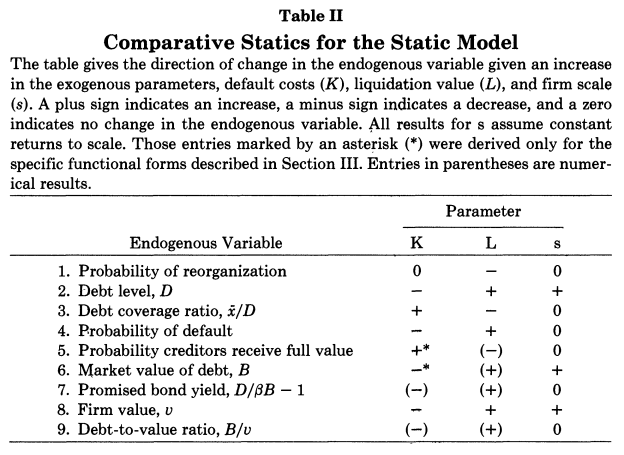 Table II
Comparative Statics for the Static Model
The table gives the direction of change in the endogenous variable given an increase
in the exogenous parameters, default costs (K), liquidation value (L), and firm scale
(s). A plus sign indicates an increase, a minus sign indicates a decrease, and a zero
indicates no change in the endogenous variable. All results for s assume constant
returns to scale. Those entries marked by an asterisk (*) were derived only for the
specific functional forms described in Section III. Entries in parentheses are numer-
ical results.
Parameter
Endogenous Variable K L s
1. Probability of reorganization 0 − 0
2. Debt level, D − + +
3. Debt coverage ratio, x̄/D + − 0
4. Probability of default − + 0
5. Probability creditors receive full value +* (−) 0
6. Market value of debt, B −* (+) +
7. Promised bond yield, D/βB − 1 (−) (+) 0
8. Firm value, υ − + +
9. Debt-to-value ratio, B/υ (−) (+) 0